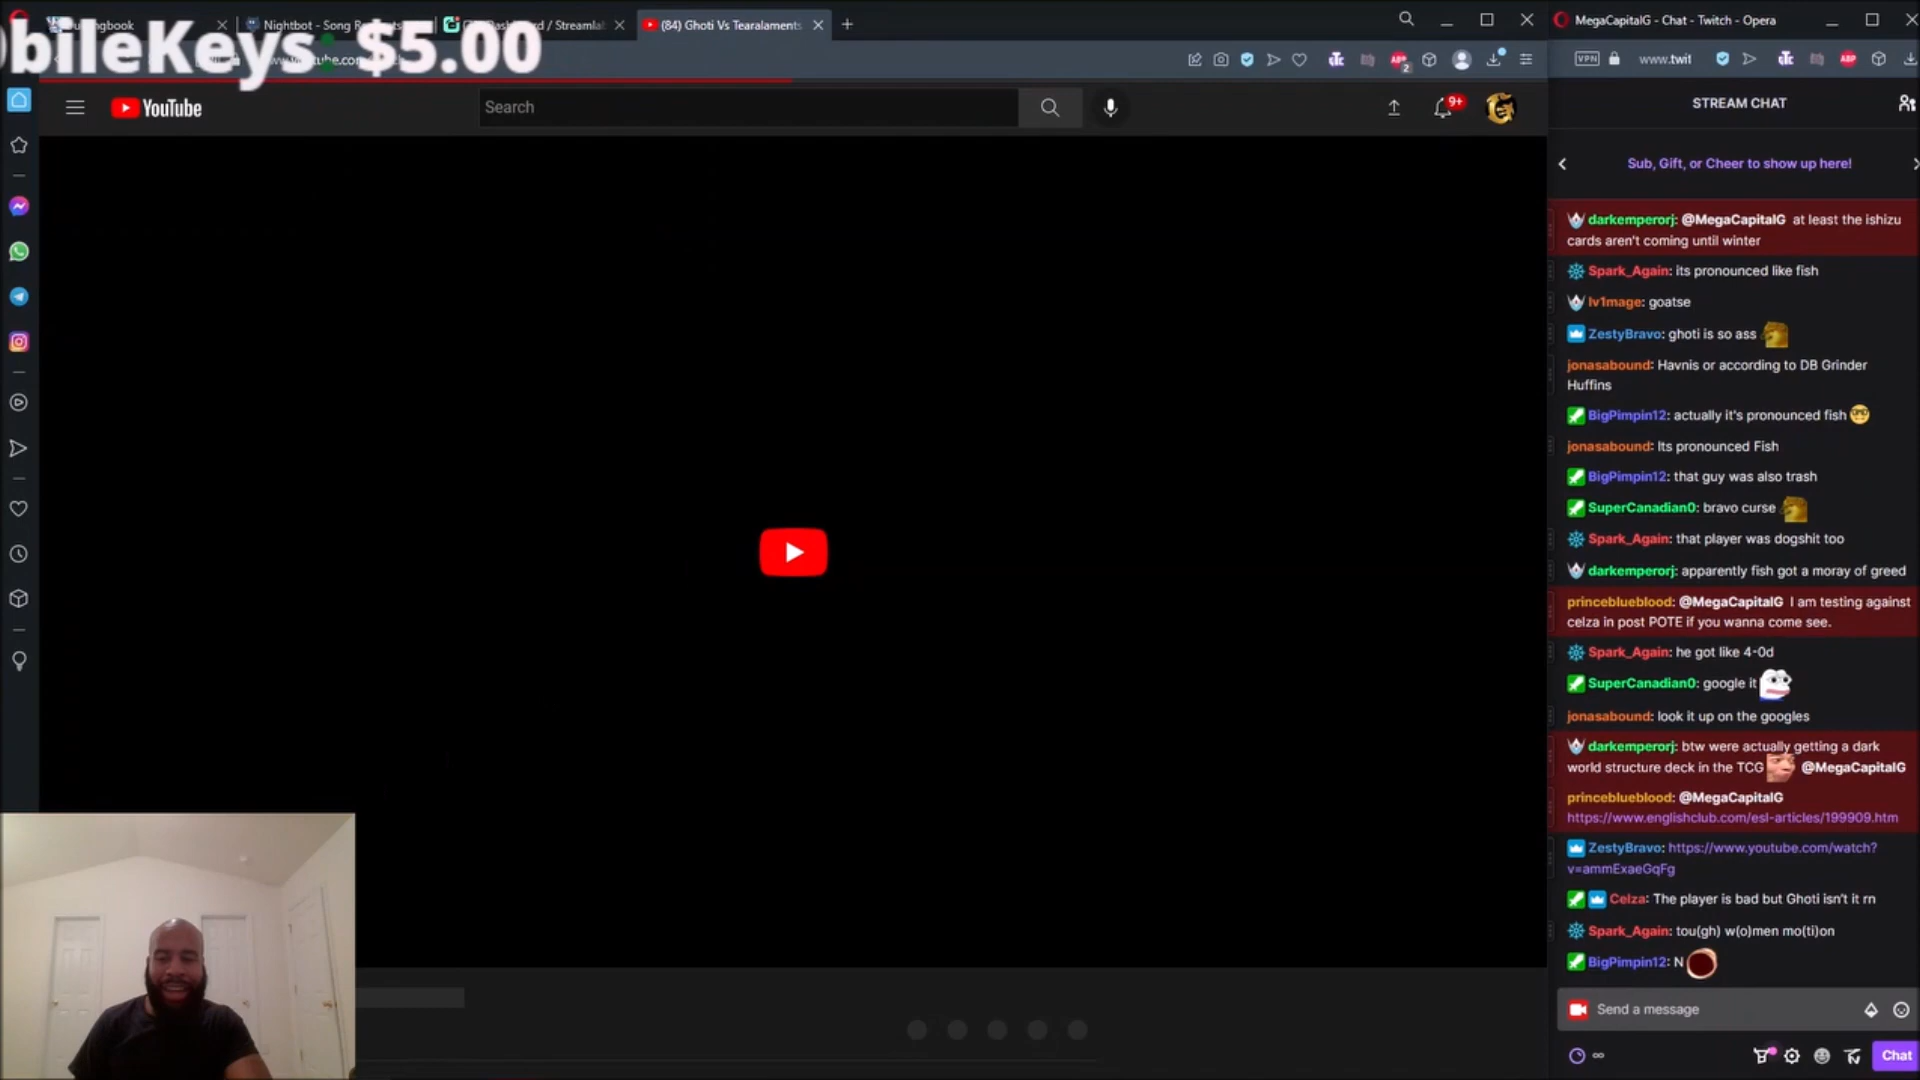 bileKeys: $5.00
Nightbot - Song Requests
(84) Ghoti Vs Tearalaments
YouTube
Search
9+
2
MegaCapitalG - Chat - Twitch - Opera
VPN
www.twit
ABP
STREAM CHAT
Sub, Gift, or Cheer to show up here!
darkemperorj: @MegaCapitalG at least the ishizu
cards aren't coming until winter
Spark_Again: its pronounced like fish
lv1mage: goatse
ZestyBravo: ghoti is so ass
jonasabound: Havnis or according to DB Grinder
Huffins
BigPimpin12: actually it's pronounced fish
jonasabound: Its pronounced Fish
BigPimpin12: that guy was also trash
SuperCanadian0: bravo curse
Spark_Again: that player was dogshit too
darkemperorj: apparently fish got a moray of greed
princeblueblood: @MegaCapitalG I am testing against
celza in post POTE if you wanna come see.
Spark_Again: he got like 4-0d
SuperCanadian0: google it
jonasabound: look it up on the googles
darkemperorj: btw were actually getting a dark
world structure deck in the TCG @MegaCapitalG
princeblueblood: @MegaCapitalG
https://www.englishclub.com/esl-articles/199909.htm
ZestyBravo: https://www.youtube.com/watch?
v=ammExaeGqFg
Celza: The player is bad but Ghoti isn't it rn
Spark_Again: tou(gh) w(o)men mo(ti)on
BigPimpin12: N
Send a message
Chat